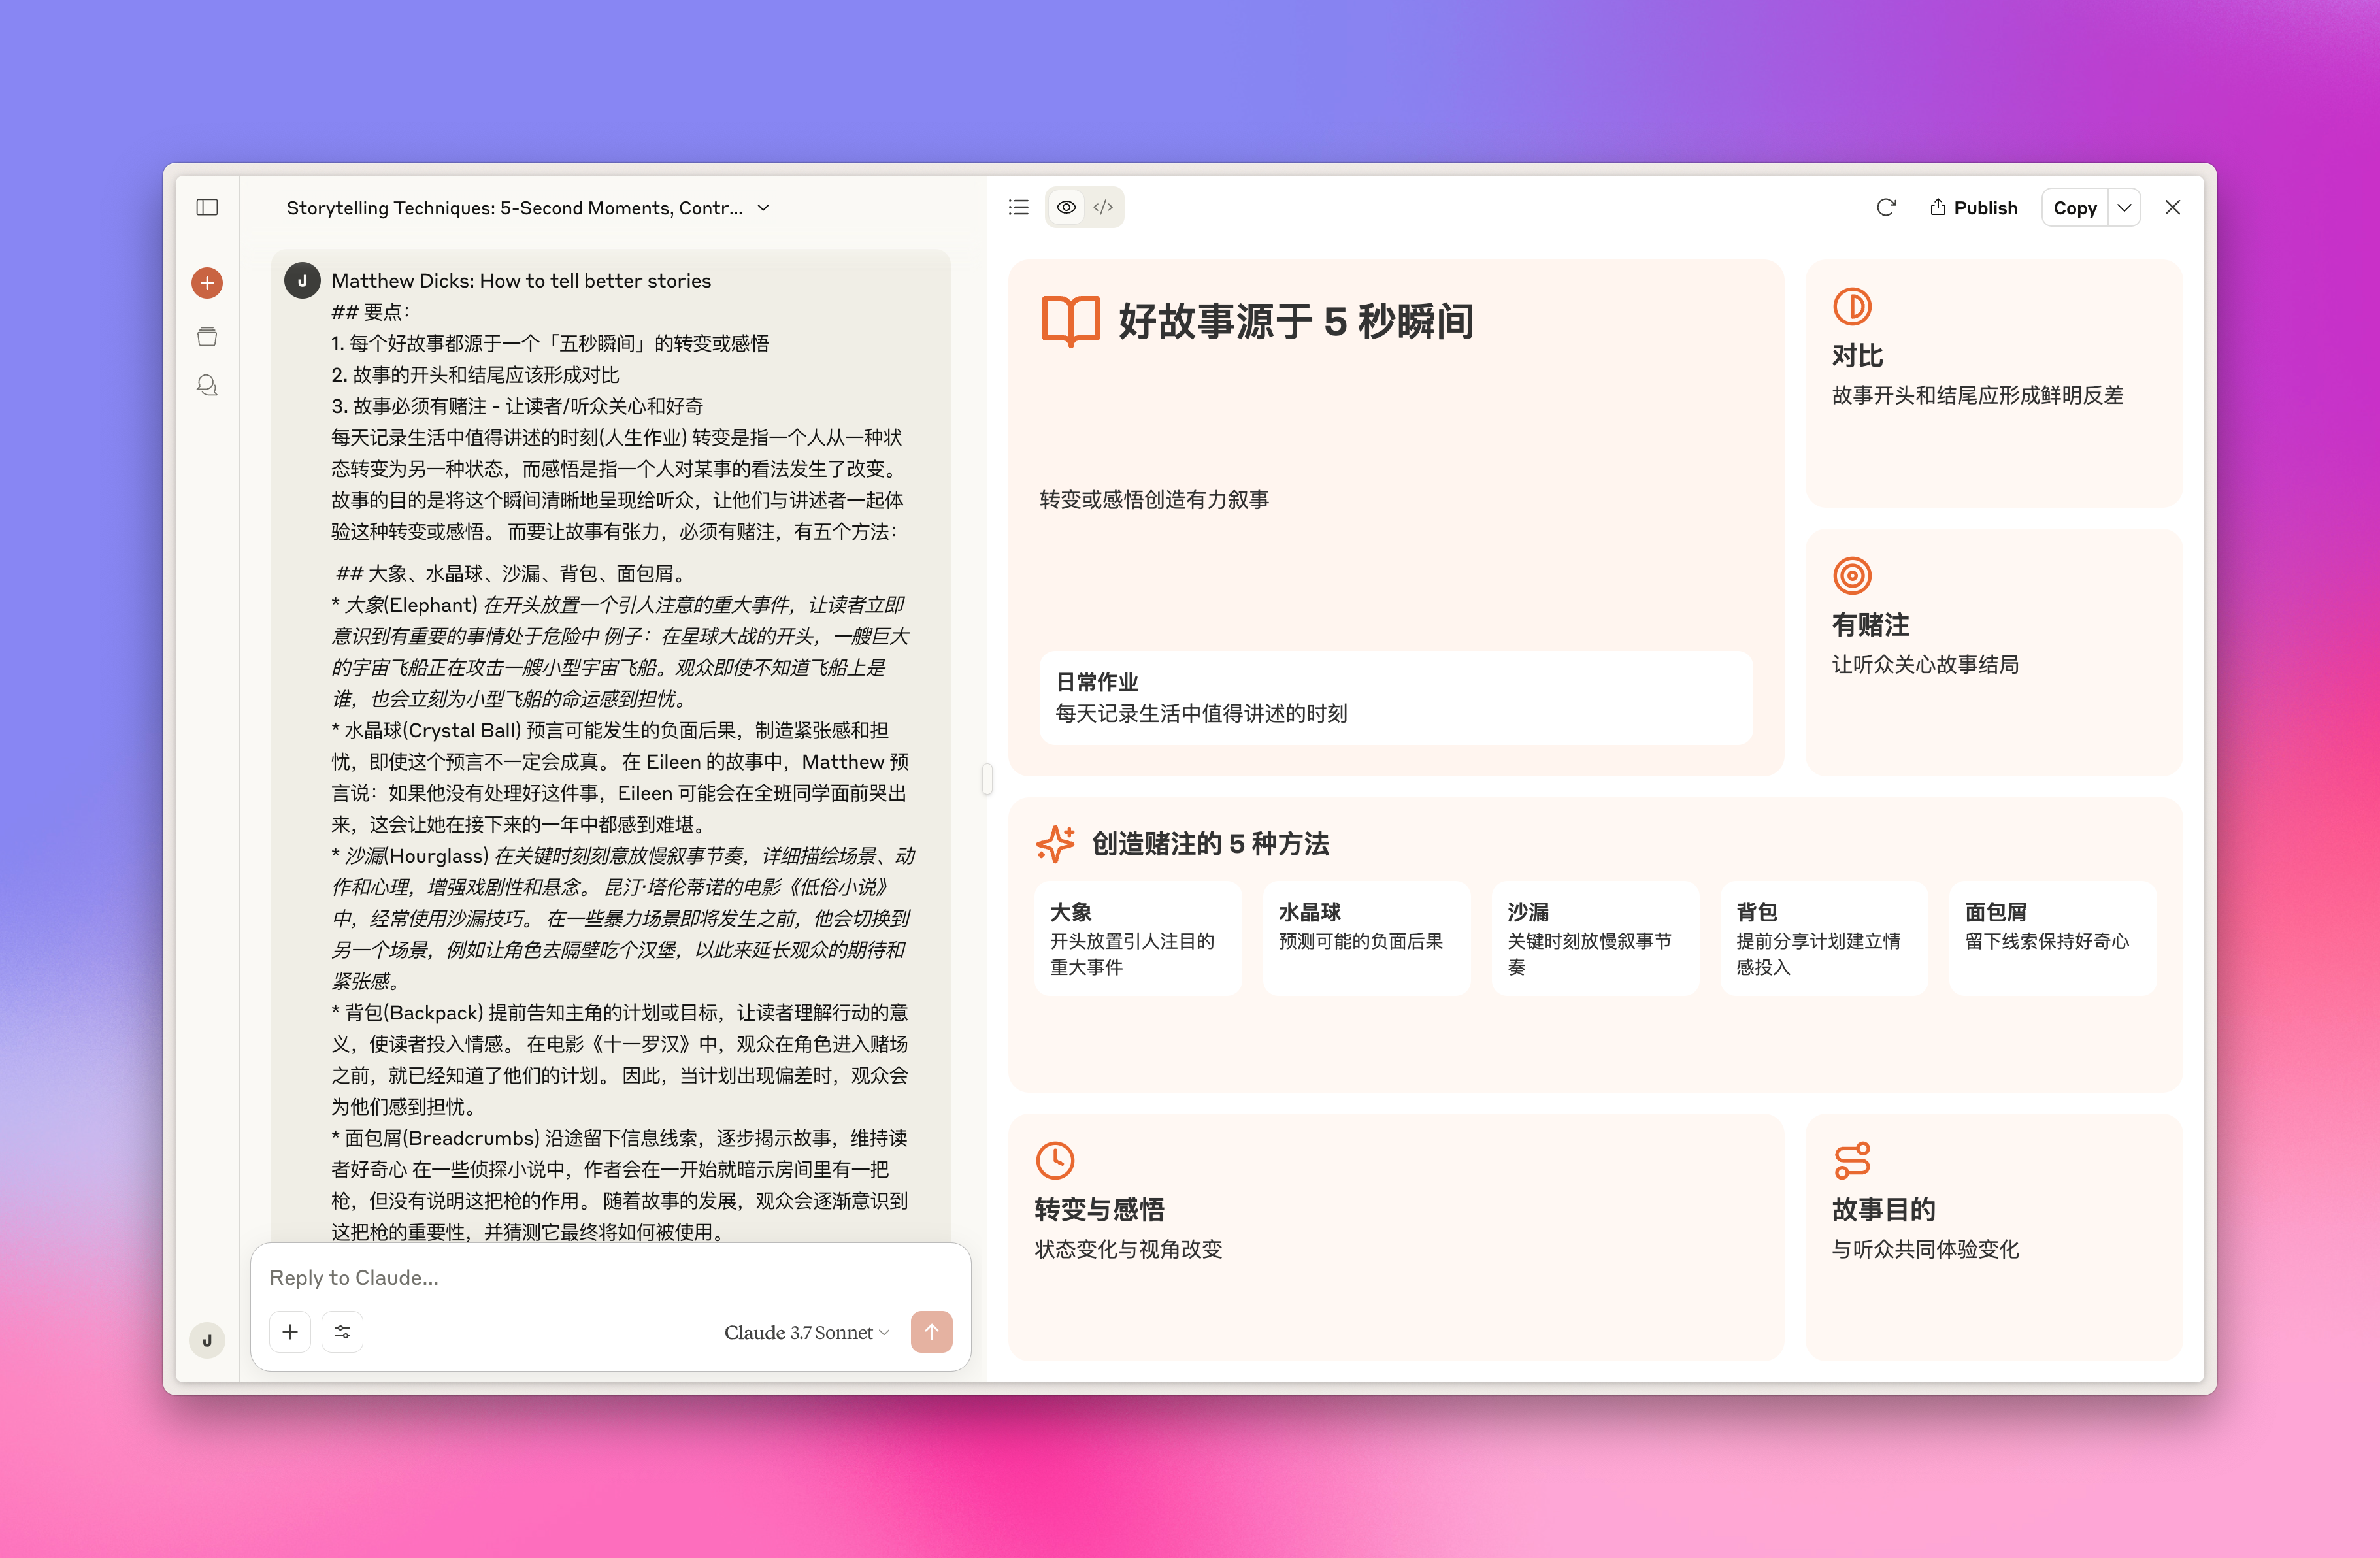 Storytelling Techniques: 5-Second Moments, Contr...
J
Matthew Dicks: How to tell better stories
## 要点：
1. 每个好故事都源于一个「五秒瞬间」的转变或感悟
2. 故事的开头和结尾应该形成对比
3. 故事必须有赌注 - 让读者/听众关心和好奇
每天记录生活中值得讲述的时刻(人生作业) 转变是指一个人从一种状
态转变为另一种状态，而感悟是指一个人对某事的看法发生了改变。
故事的目的是将这个瞬间清晰地呈现给听众，让他们与讲述者一起体
验这种转变或感悟。 而要让故事有张力，必须有赌注，有五个方法：
## 大象、水晶球、沙漏、背包、面包屑。
* 大象(Elephant) 在开头放置一个引人注意的重大事件，让读者立即
意识到有重要的事情处于危险中 例子：在星球大战的开头，一艘巨大
的宇宙飞船正在攻击一艘小型宇宙飞船。观众即使不知道飞船上是
谁，也会立刻为小型飞船的命运感到担忧。
* 水晶球(Crystal Ball) 预言可能发生的负面后果，制造紧张感和担
忧，即使这个预言不一定会成真。 在 Eileen 的故事中，Matthew 预
言说：如果他没有处理好这件事，Eileen 可能会在全班同学面前哭出
来，这会让她在接下来的一年中都感到难堪。
* 沙漏(Hourglass) 在关键时刻刻意放慢叙事节奏，详细描绘场景、动
作和心理，增强戏剧性和悬念。 昆汀·塔伦蒂诺的电影《低俗小说》
中，经常使用沙漏技巧。 在一些暴力场景即将发生之前，他会切换到
另一个场景，例如让角色去隔壁吃个汉堡，以此来延长观众的期待和
紧张感。
* 背包(Backpack) 提前告知主角的计划或目标，让读者理解行动的意
义，使读者投入情感。 在电影《十一罗汉》中，观众在角色进入赌场
之前，就已经知道了他们的计划。 因此，当计划出现偏差时，观众会
为他们感到担忧。
* 面包屑(Breadcrumbs) 沿途留下信息线索，逐步揭示故事，维持读
者好奇心 在一些侦探小说中，作者会在一开始就暗示房间里有一把
枪，但没有说明这把枪的作用。 随着故事的发展，观众会逐渐意识到
这把枪的重要性，并猜测它最终将如何被使用。
Reply to Claude...
Claude 3.7 Sonnet
J
Publish
Copy
好故事源于 5 秒瞬间
转变或感悟创造有力叙事
日常作业
每天记录生活中值得讲述的时刻
对比
故事开头和结尾应形成鲜明反差
有赌注
让听众关心故事结局
创造赌注的 5 种方法
大象
开头放置引人注目的
重大事件
水晶球
预测可能的负面后果
沙漏
关键时刻放慢叙事节
奏
背包
提前分享计划建立情
感投入
面包屑
留下线索保持好奇心
转变与感悟
状态变化与视角改变
故事目的
与听众共同体验变化